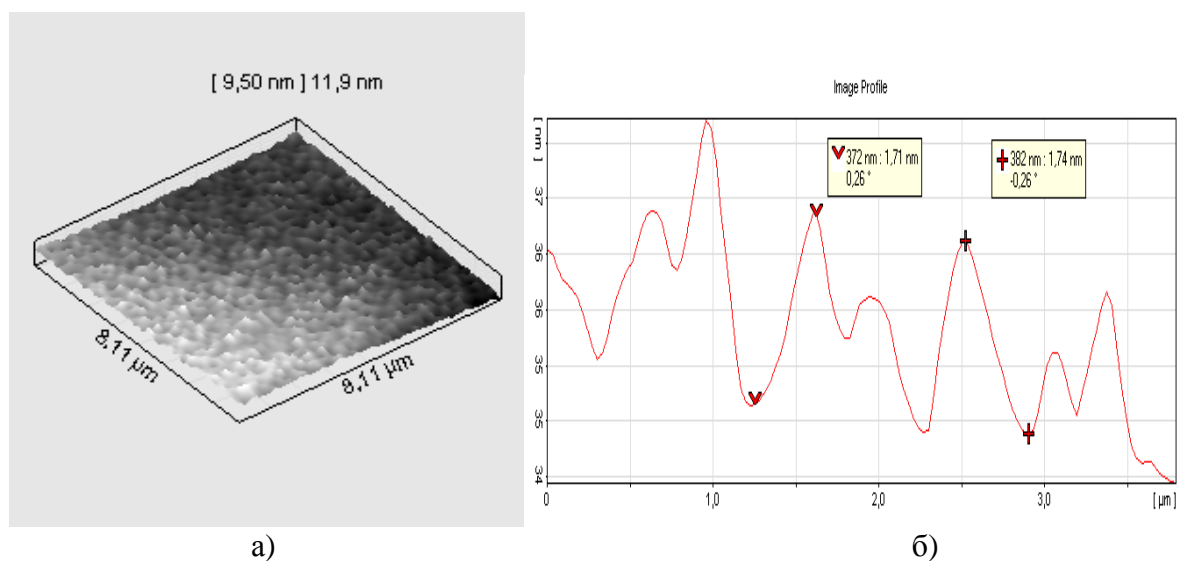 [ 9,50 nm ] 11,9 nm
8,11 µm
8,11 µm
а)
Image Profile
[ nm ]
372 nm : 1,71 nm
0,26 °
382 nm : 1,74 nm
-0,26 °
37
36
36
35
35
34
0
1,0
2,0
3,0
[ µm]
б)